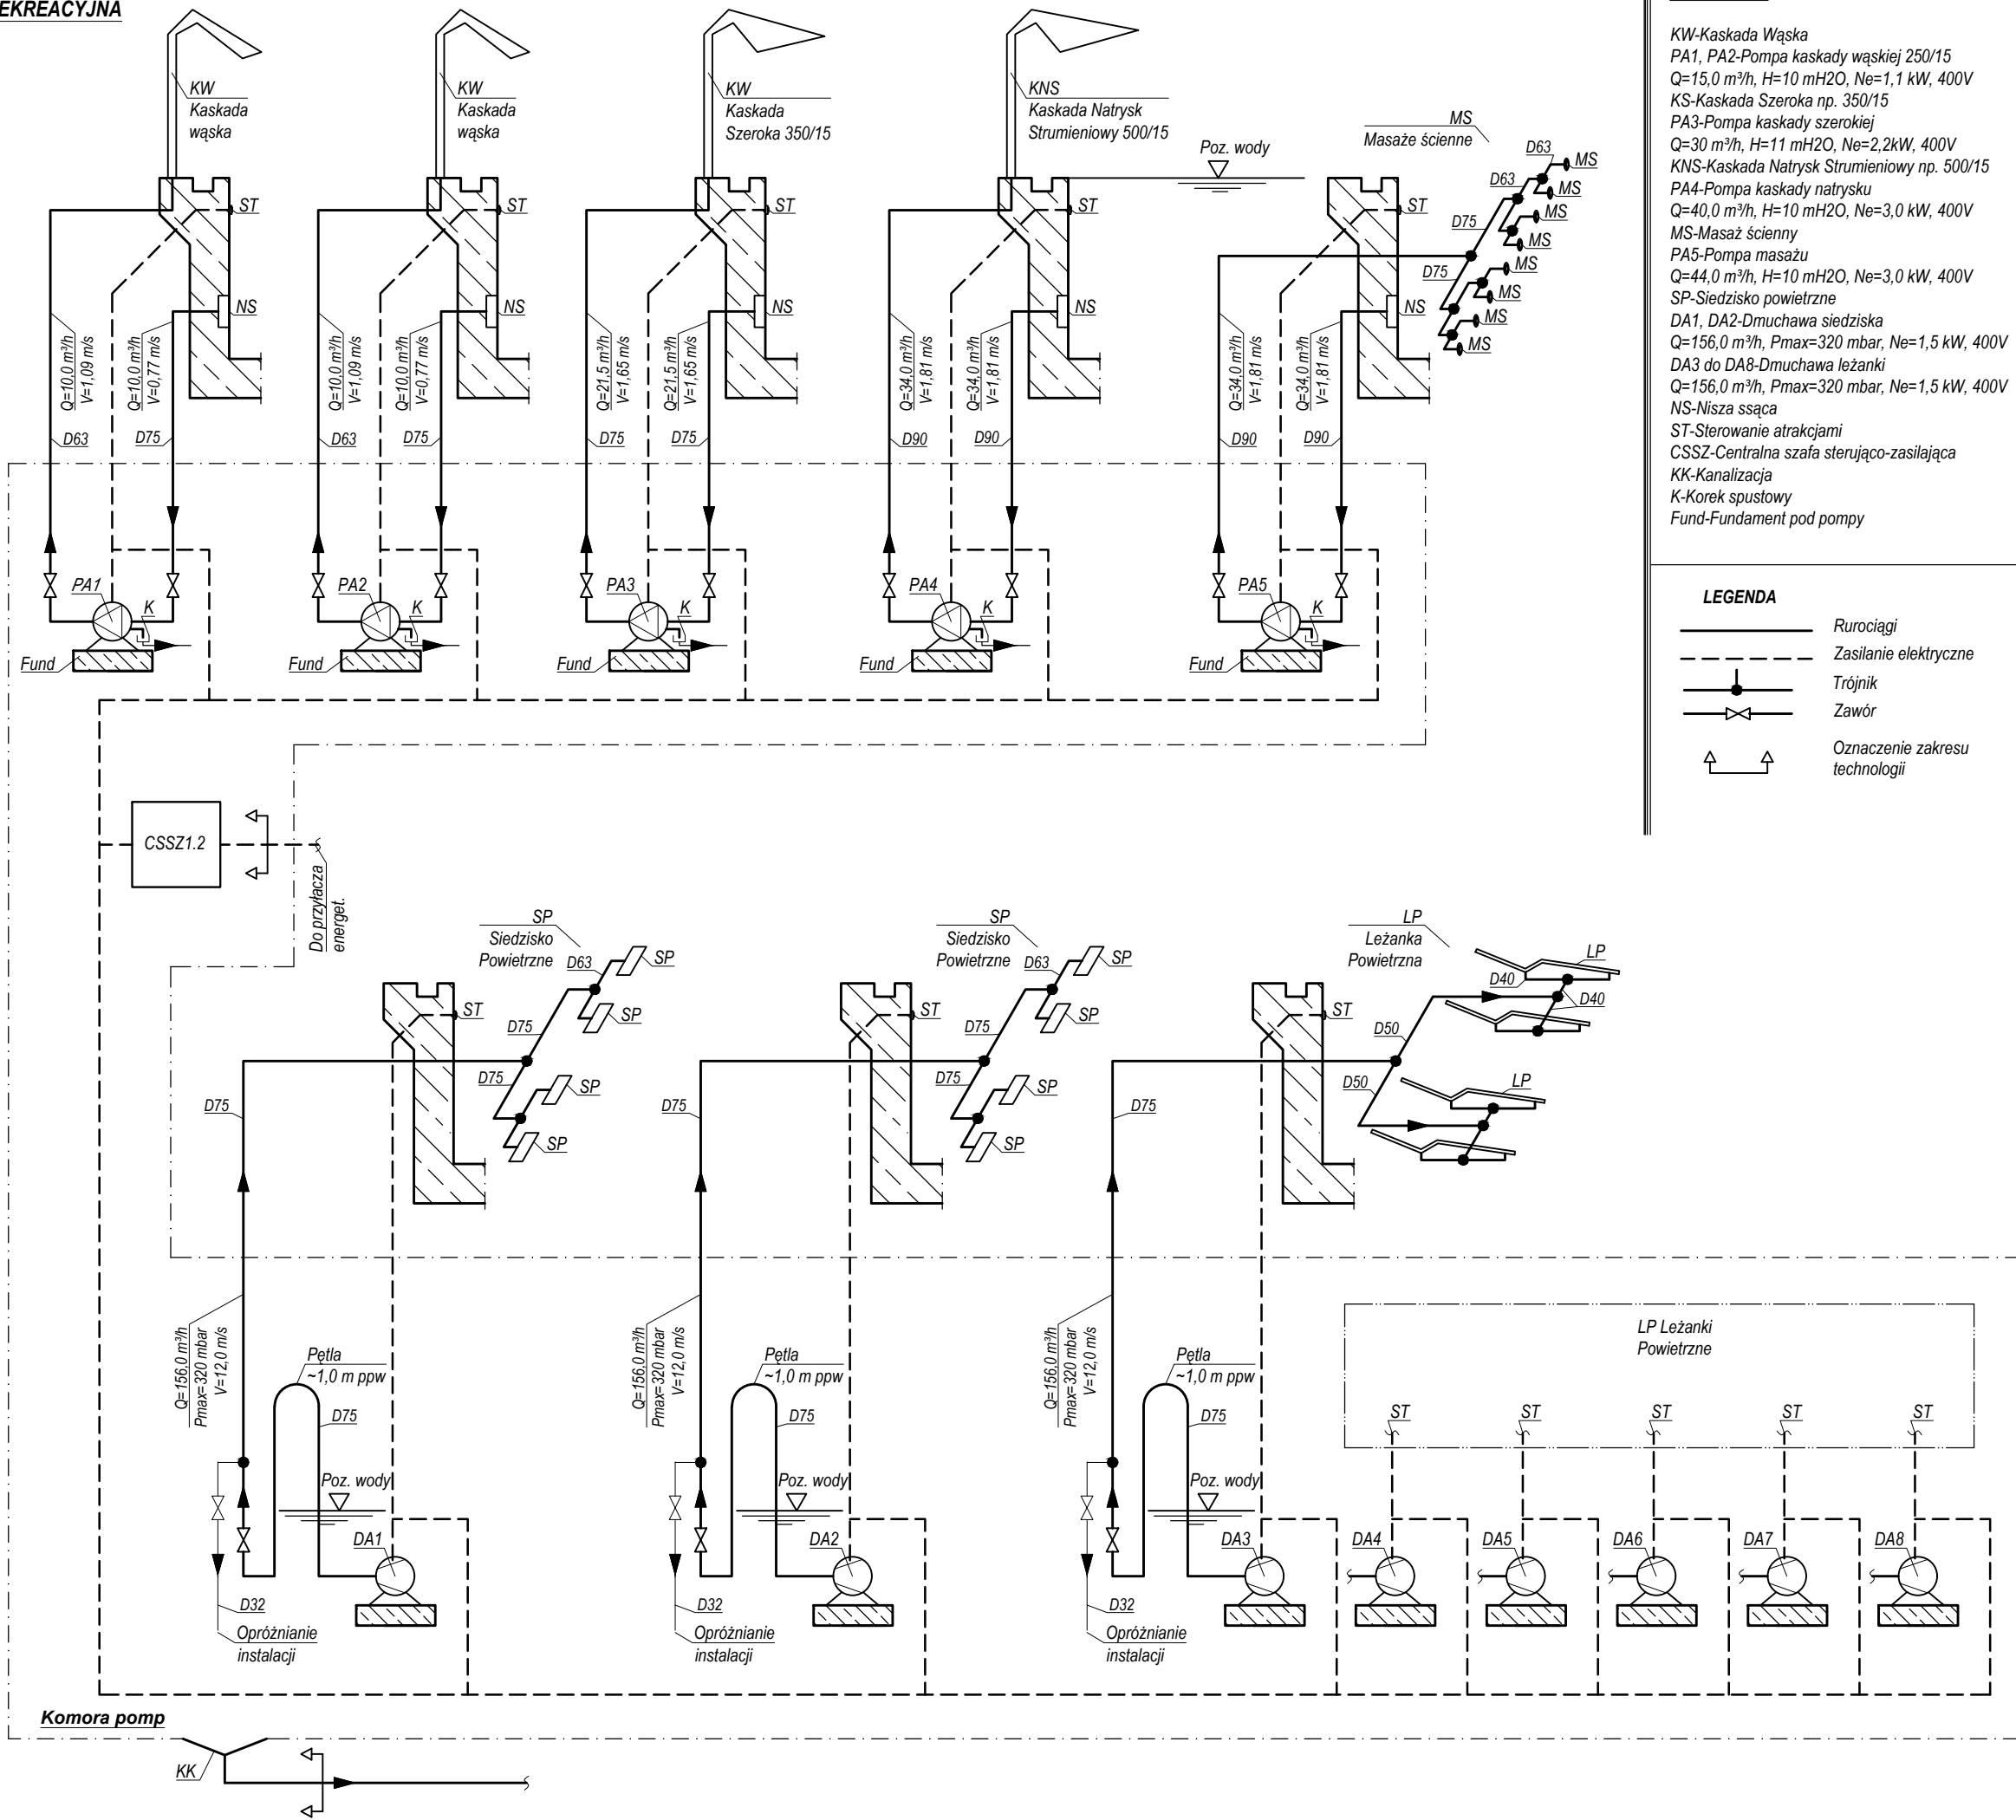 EKREACYJNA
KW
Kaskada
wąska
KW
Kaskada
wąska
KW
Kaskada
Szeroka 350/15
KNS
Kaskada Natrysk
Strumieniowy 500/15
Poz. wody
MS
Masaże ścienne
D63
MS
D63
MS
D75
MS
MS
D75
MS
MS
MS
MS
ST
ST
ST
ST
ST
NS
NS
NS
NS
NS
Q=10,0 m³/h
V=1,09 m/s
Q=10,0 m³/h
V=0,77 m/s
Q=10,0 m³/h
V=1,09 m/s
Q=10,0 m³/h
V=0,77 m/s
Q=21,5 m³/h
V=1,65 m/s
Q=21,5 m³/h
V=1,65 m/s
Q=34,0 m³/h
V=1,81 m/s
Q=34,0 m³/h
V=1,81 m/s
Q=34,0 m³/h
V=1,81 m/s
Q=34,0 m³/h
V=1,81 m/s
D63
D75
D63
D75
D75
D75
D90
D90
D90
D90
PA1
K
Fund
PA2
K
Fund
PA3
K
Fund
PA4
K
Fund
PA5
K
Fund
KW-Kaskada Wąska
PA1, PA2-Pompa kaskady wąskiej 250/15
Q=15,0 m³/h, H=10 mH2O, Ne=1,1 kW, 400V
KS-Kaskada Szeroka np. 350/15
PA3-Pompa kaskady szerokiej
Q=30 m³/h, H=11 mH2O, Ne=2,2kW, 400V
KNS-Kaskada Natrysk Strumieniowy np. 500/15
PA4-Pompa kaskady natrysku
Q=40,0 m³/h, H=10 mH2O, Ne=3,0 kW, 400V
MS-Masaż ścienny
PA5-Pompa masażu
Q=44,0 m³/h, H=10 mH2O, Ne=3,0 kW, 400V
SP-Siedzisko powietrzne
DA1, DA2-Dmuchawa siedziska
Q=156,0 m³/h, Pmax=320 mbar, Ne=1,5 kW, 400V
DA3 do DA8-Dmuchawa leżanki
Q=156,0 m³/h, Pmax=320 mbar, Ne=1,5 kW, 400V
NS-Nisza ssąca
ST-Sterowanie atrakcjami
CSSZ-Centralna szafa sterująco-zasilająca
KK-Kanalizacja
K-Korek spustowy
Fund-Fundament pod pompy
LEGENDA
Rurociągi
Zasilanie elektryczne
Trójnik
Zawór
Oznaczenie zakresu
technologii
CSSZ1.2
Do przyłacza
energet.
SP
Siedzisko
Powietrzne
D63
SP
SP
ST
D75
D75
SP
SP
D75
SP
Siedzisko
Powietrzne
D63
SP
SP
ST
D75
D75
SP
SP
D75
LP
Leżanka
Powietrzna
LP
D40
D40
ST
D50
D50
LP
D75
Q=156,0 m³/h
Pmax=320 mbar
V=12,0 m/s
Pętla
~1,0 m ppw
D75
Poz. wody
DA1
D32
Opróżnianie
instalacji
Q=156,0 m³/h
Pmax=320 mbar
V=12,0 m/s
Pętla
~1,0 m ppw
D75
Poz. wody
DA2
D32
Opróżnianie
instalacji
Q=156,0 m³/h
Pmax=320 mbar
V=12,0 m/s
Pętla
~1,0 m ppw
D75
Poz. wody
DA3
D32
Opróżnianie
instalacji
LP Leżanki
Powietrzne
ST
ST
ST
ST
ST
DA4
DA5
DA6
DA7
DA8
Komora pomp
KK